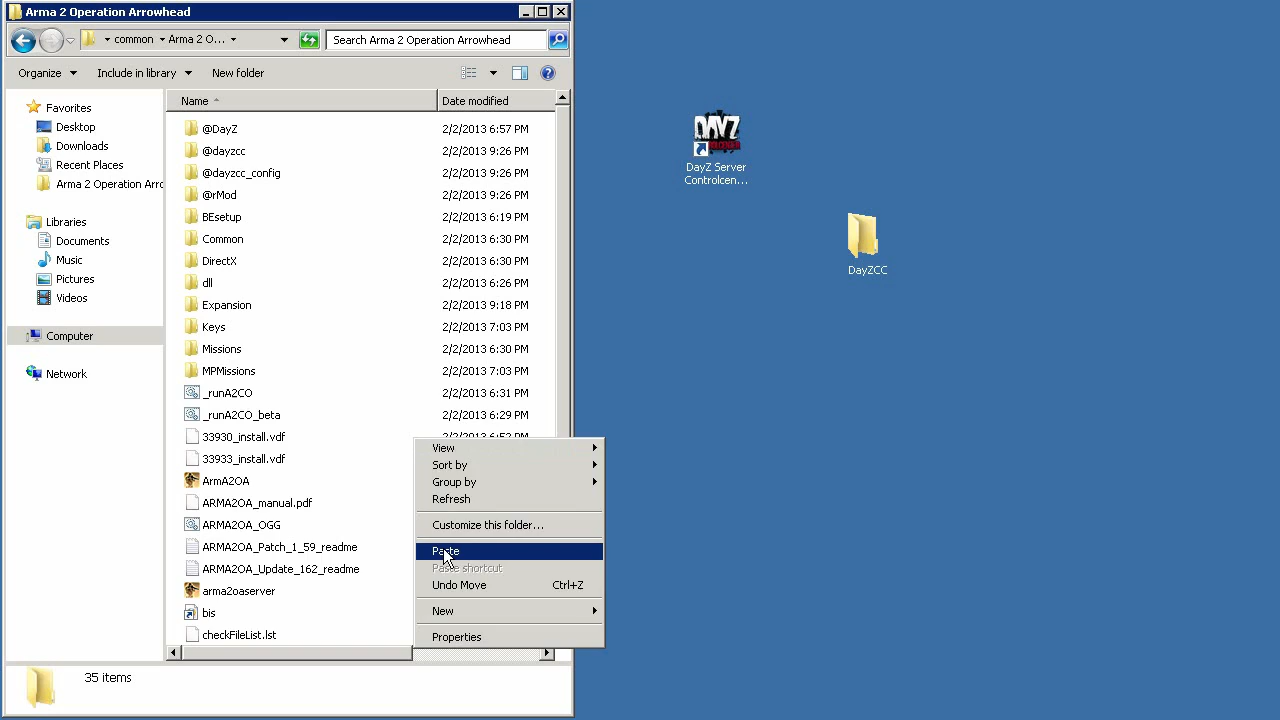 Arma 2 Operation Arrowhead
common Arma 2 O...
Search Arma 2 Operation Arrowhead
Organize Include in library New folder
Name Date modified
Favorites
Desktop
Downloads
Recent Places
Arma 2 Operation Arro
Libraries
Documents
Music
Pictures
Videos
Computer
Network
@DayZ 2/2/2013 6:57 PM
@dayzcc 2/2/2013 9:26 PM
@dayzcc_config 2/2/2013 9:26 PM
@rMod 2/2/2013 9:26 PM
BEsetup 2/2/2013 6:19 PM
Common 2/2/2013 6:30 PM
DirectX 2/2/2013 6:30 PM
dll 2/2/2013 6:26 PM
Expansion 2/2/2013 9:18 PM
Keys 2/2/2013 7:03 PM
Missions 2/2/2013 6:30 PM
MPMissions 2/2/2013 7:03 PM
_runA2CO 2/2/2013 6:31 PM
_runA2CO_beta 2/2/2013 6:29 PM
33930_install.vdf 2/2/2013 6:52 PM
33933_install.vdf
ArmA2OA
ARMA2OA_manual.pdf
ARMA2OA_OGG
ARMA2OA_Patch_1_59_readme
ARMA2OA_Update_162_readme
arma2oaserver
bis
checkFileList.lst
35 items
View
Sort by
Group by
Refresh
Customize this folder...
Paste
Paste shortcut
Undo Move Ctrl+Z
New
Properties
DAYZ
DayZ Server
Controlcen...
DayZCC